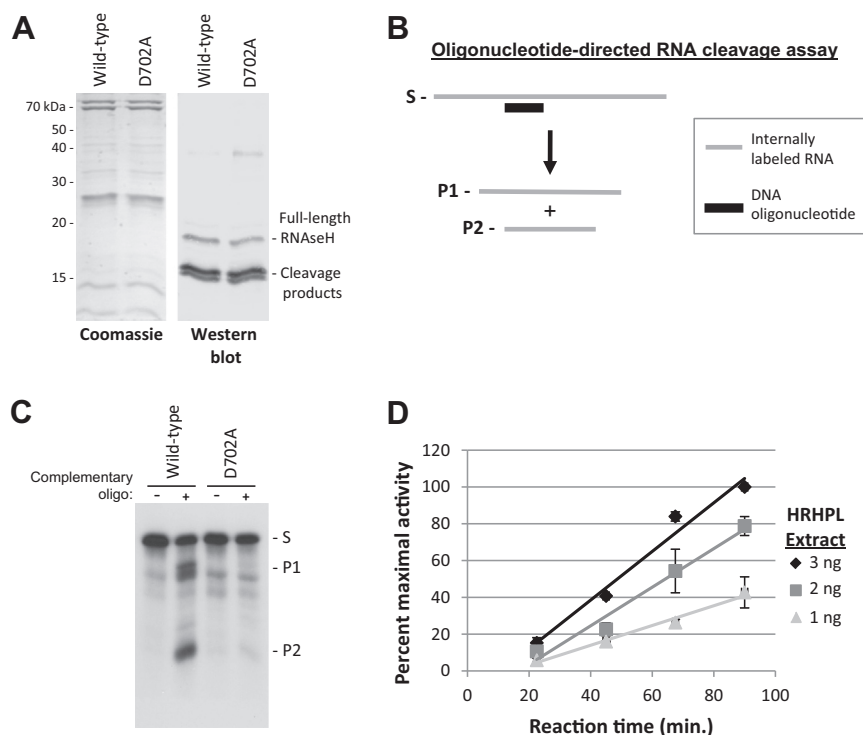 A
Wild-type
D702A
Wild-type
D702A
70 kDa -
50 -
40 -
30 -
20 -
15 -
Full-length
- RNAseH
- Cleavage
products
Coomassie
Western
blot
B
Oligonucleotide-directed RNA cleavage assay
S -
P1 -
+
P2 -
Internally
labeled RNA
DNA
oligonucleotide
C
Wild-type
D702A
Complementary
oligo:
- + - +
- S
- P1
- P2
D
Percent maximal activity
120
100
80
60
40
20
0
0 20 40 60 80 100
Reaction time (min.)
HRHPL
Extract
3 ng
2 ng
1 ng